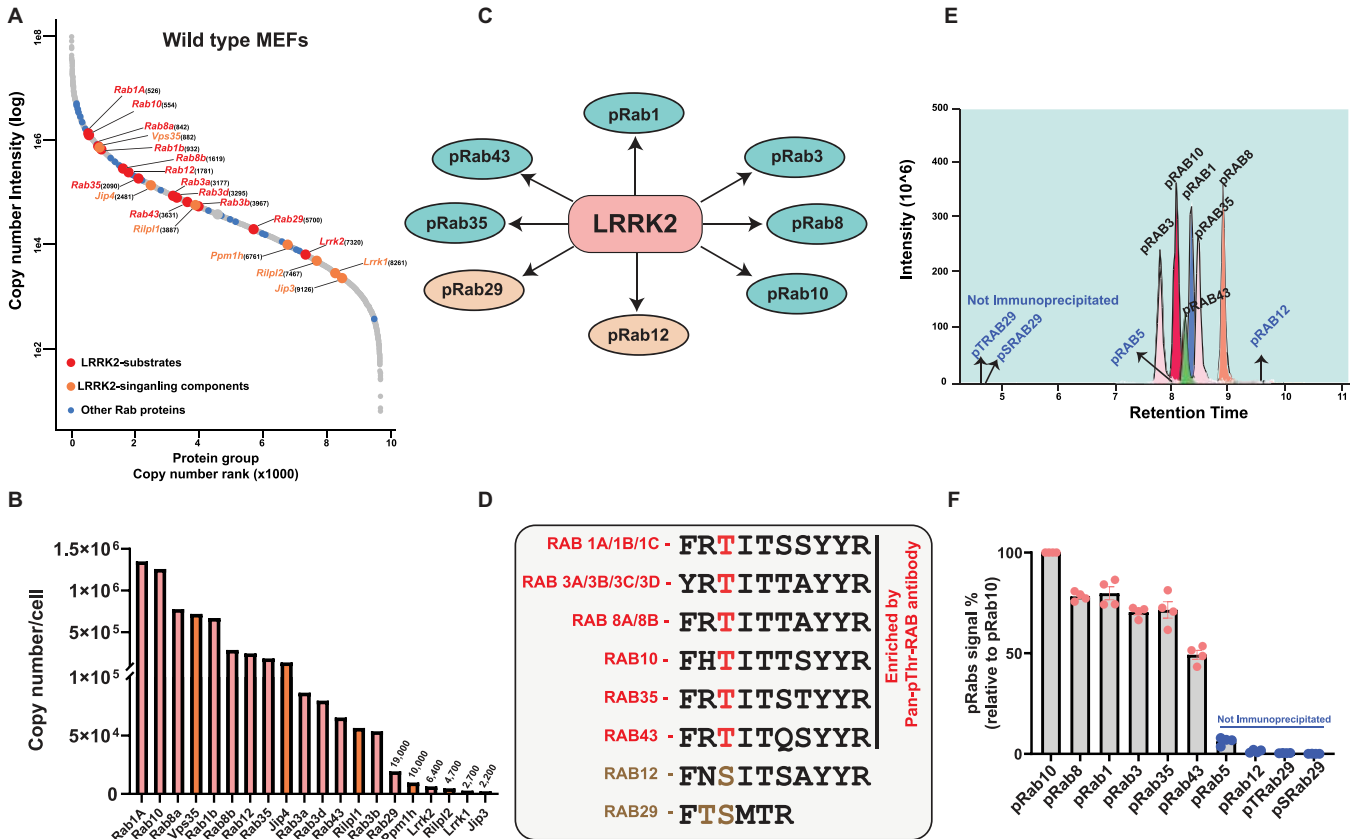 A
Wild type MEFs
Copy number Intensity (log)
1e8
1e6
1e4
1e2
Rab1A(526)
Rab10(554)
Rab8a(842)
Vps35(882)
Rab1b(932)
Rab8b(1619)
Rab12(1781)
Rab35(2090)
Rab3a(3177)
Jip4(2481)
Rab3d(3295)
Rab3b(3967)
Rab43(3631)
Rilpl1(3887)
Rab29(5700)
Ppm1h(6761)
Lrrk2(7320)
Rilpl2(7467)
Lrrk1(8261)
Jip3(9126)
LRRK2-substrates
LRRK2-singanling components
Other Rab proteins
0 2 4 6 8 10
Protein group
Copy number rank (x1000)
B
Copy number/cell
1.5×10⁶
1×10⁶
5×10⁵
1×10⁵
5×10⁴
0
19,000
10,000
6,400
4,700
2,700
2,200
Rab1A
Rab10
Rab8a
Vps35
Rab1b
Rab8b
Rab12
Rab35
Jip4
Rab3a
Rab3d
Rab43
Rilpl1
Rab3b
Rab29
Ppm1h
Lrrk2
Rilpl2
Lrrk1
Jip3
C
pRab1
pRab43
pRab3
pRab35
LRRK2
pRab8
pRab29
pRab10
pRab12
D
RAB 1A/1B/1C - FRTITSSYYR
RAB 3A/3B/3C/3D - YRTITTAYYR
RAB 8A/8B - FRTITTAYYR
RAB10 - FHTITTSYYR
RAB35 - FRTITSTYYR
RAB43 - FRTITQSYYR
RAB12 - FNSITSAYYR
RAB29 - FTSMTR
Enriched by
Pan-pThr-RAB antibody
E
Intensity (10^6)
500
400
300
200
100
0
Not Immunoprecipitated
pTRAB29
pSRAB29
pRAB5
pRAB3
pRAB10
pRAB1
pRAB35
pRAB43
pRAB8
pRAB12
5 6 7 8 9 10 11
Retention Time
F
pRabs signal %
(relative to pRab10)
100
50
0
Not Immunoprecipitated
pRab10
pRab8
pRab1
pRab3
pRab35
pRab43
pRab5
pRab12
pTRab29
pSRab29